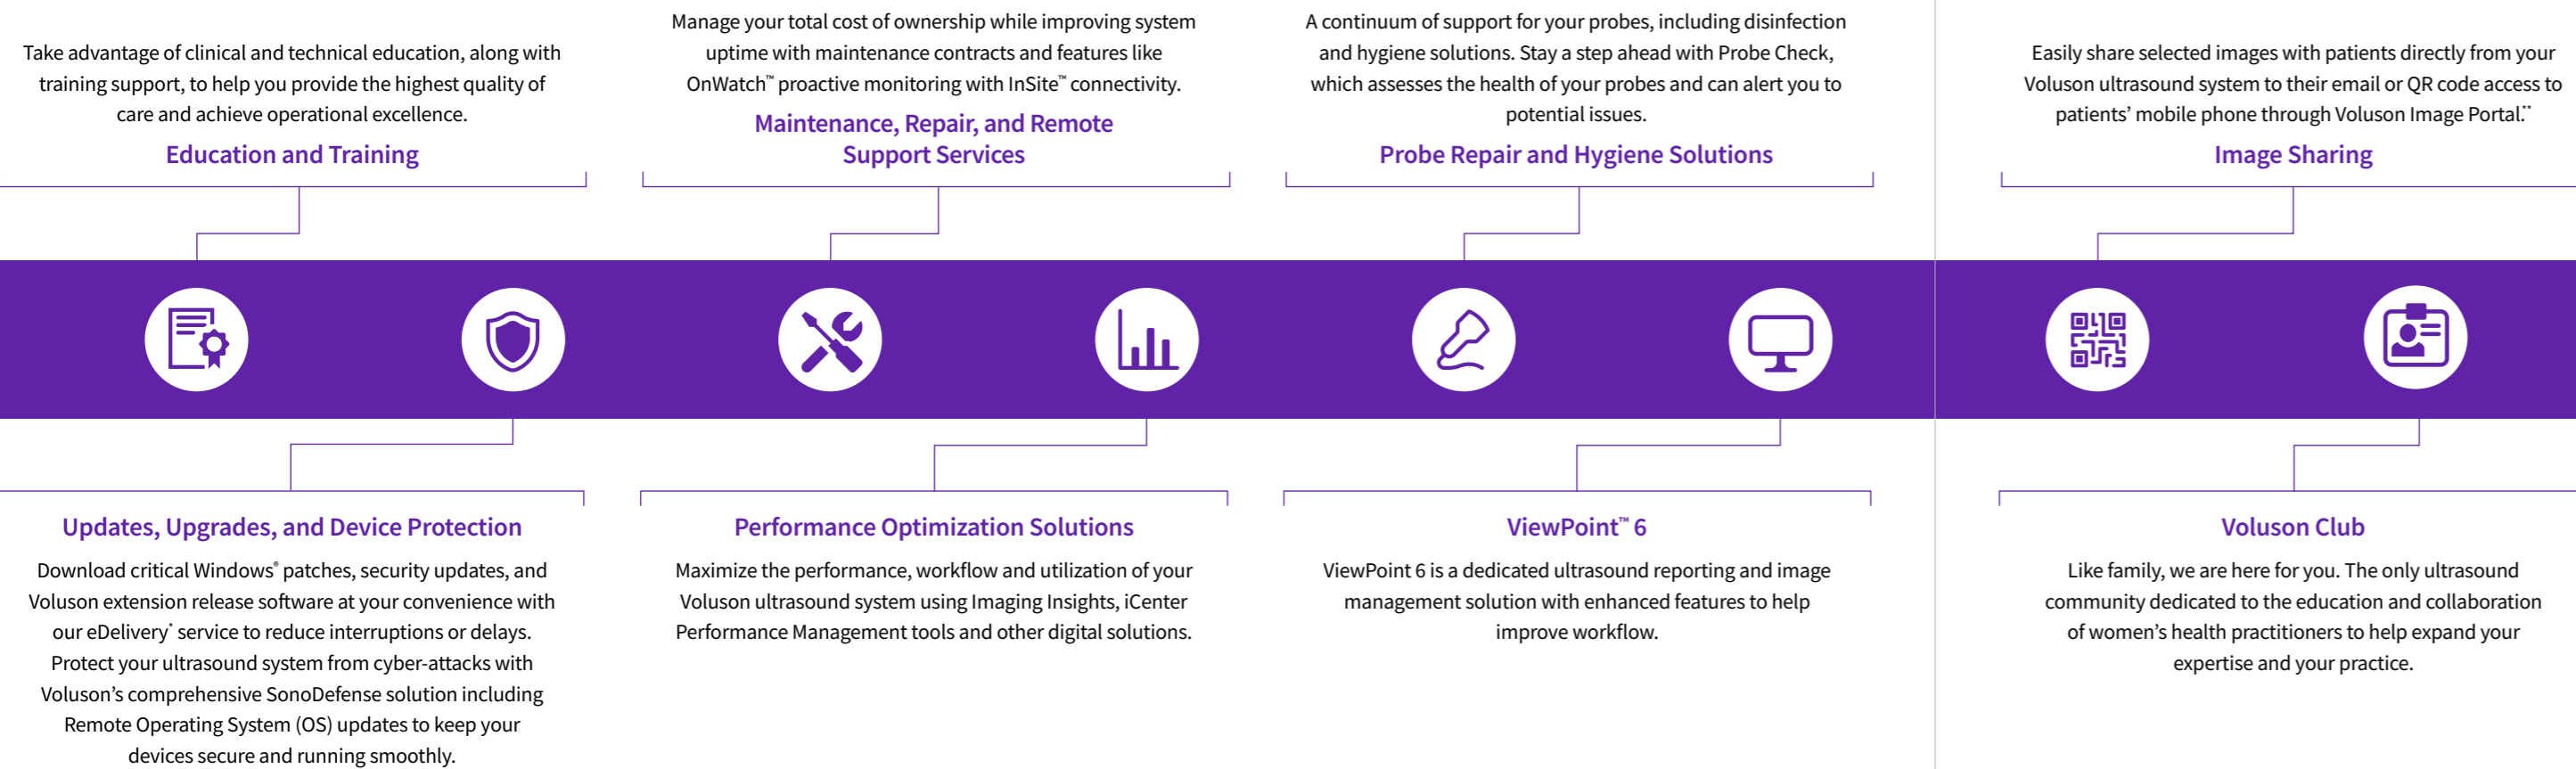 Take advantage of clinical and technical education, along with
training support, to help you provide the highest quality of
care and achieve operational excellence.
Education and Training
Manage your total cost of ownership while improving system
uptime with maintenance contracts and features like
OnWatch™ proactive monitoring with InSite™ connectivity.
Maintenance, Repair, and Remote
Support Services
A continuum of support for your probes, including disinfection
and hygiene solutions. Stay a step ahead with Probe Check,
which assesses the health of your probes and can alert you to
potential issues.
Probe Repair and Hygiene Solutions
Easily share selected images with patients directly from your
Voluson ultrasound system to their email or QR code access to
patients’ mobile phone through Voluson Image Portal.**
Image Sharing
Updates, Upgrades, and Device Protection
Download critical Windows® patches, security updates, and
Voluson extension release software at your convenience with
our eDelivery* service to reduce interruptions or delays.
Protect your ultrasound system from cyber-attacks with
Voluson’s comprehensive SonoDefense solution including
Remote Operating System (OS) updates to keep your
devices secure and running smoothly.
Performance Optimization Solutions
Maximize the performance, workflow and utilization of your
Voluson ultrasound system using Imaging Insights, iCenter
Performance Management tools and other digital solutions.
ViewPoint™ 6
ViewPoint 6 is a dedicated ultrasound reporting and image
management solution with enhanced features to help
improve workflow.
Voluson Club
Like family, we are here for you. The only ultrasound
community dedicated to the education and collaboration
of women’s health practitioners to help expand your
expertise and your practice.